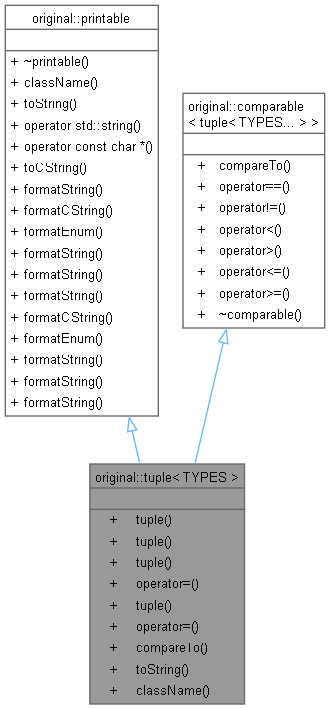 original::printable
+ ~printable()
+ className()
+ toString()
+ operator std::string()
+ operator const char *()
+ toCString()
+ formatString()
+ formatCString()
+ formatEnum()
+ formatString()
+ formatString()
+ formatString()
+ formatCString()
+ formatEnum()
+ formatString()
+ formatString()
+ formatString()
original::comparable
< tuple< TYPES... > >
+ compareTo()
+ operator==()
+ operator!=()
+ operator<()
+ operator>()
+ operator<=()
+ operator>=()
+ ~comparable()
original::tuple< TYPES >
+ tuple()
+ tuple()
+ tuple()
+ operator=()
+ tuple()
+ operator=()
+ compareTo()
+ toString()
+ className()